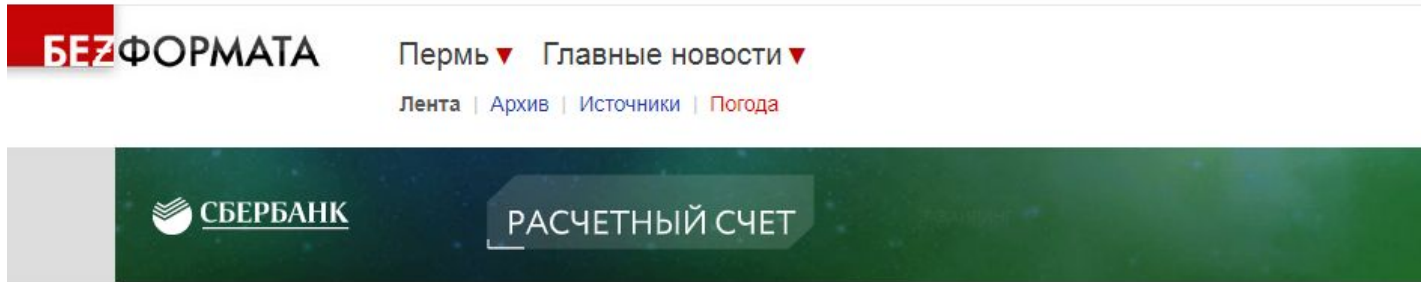 БЕZФОРМАТА
Пермь▼ Главные новости▼
Лента | Архив | Источники | Погода
СБЕРБАНК
РАСЧЕТНЫЙ СЧЕТ